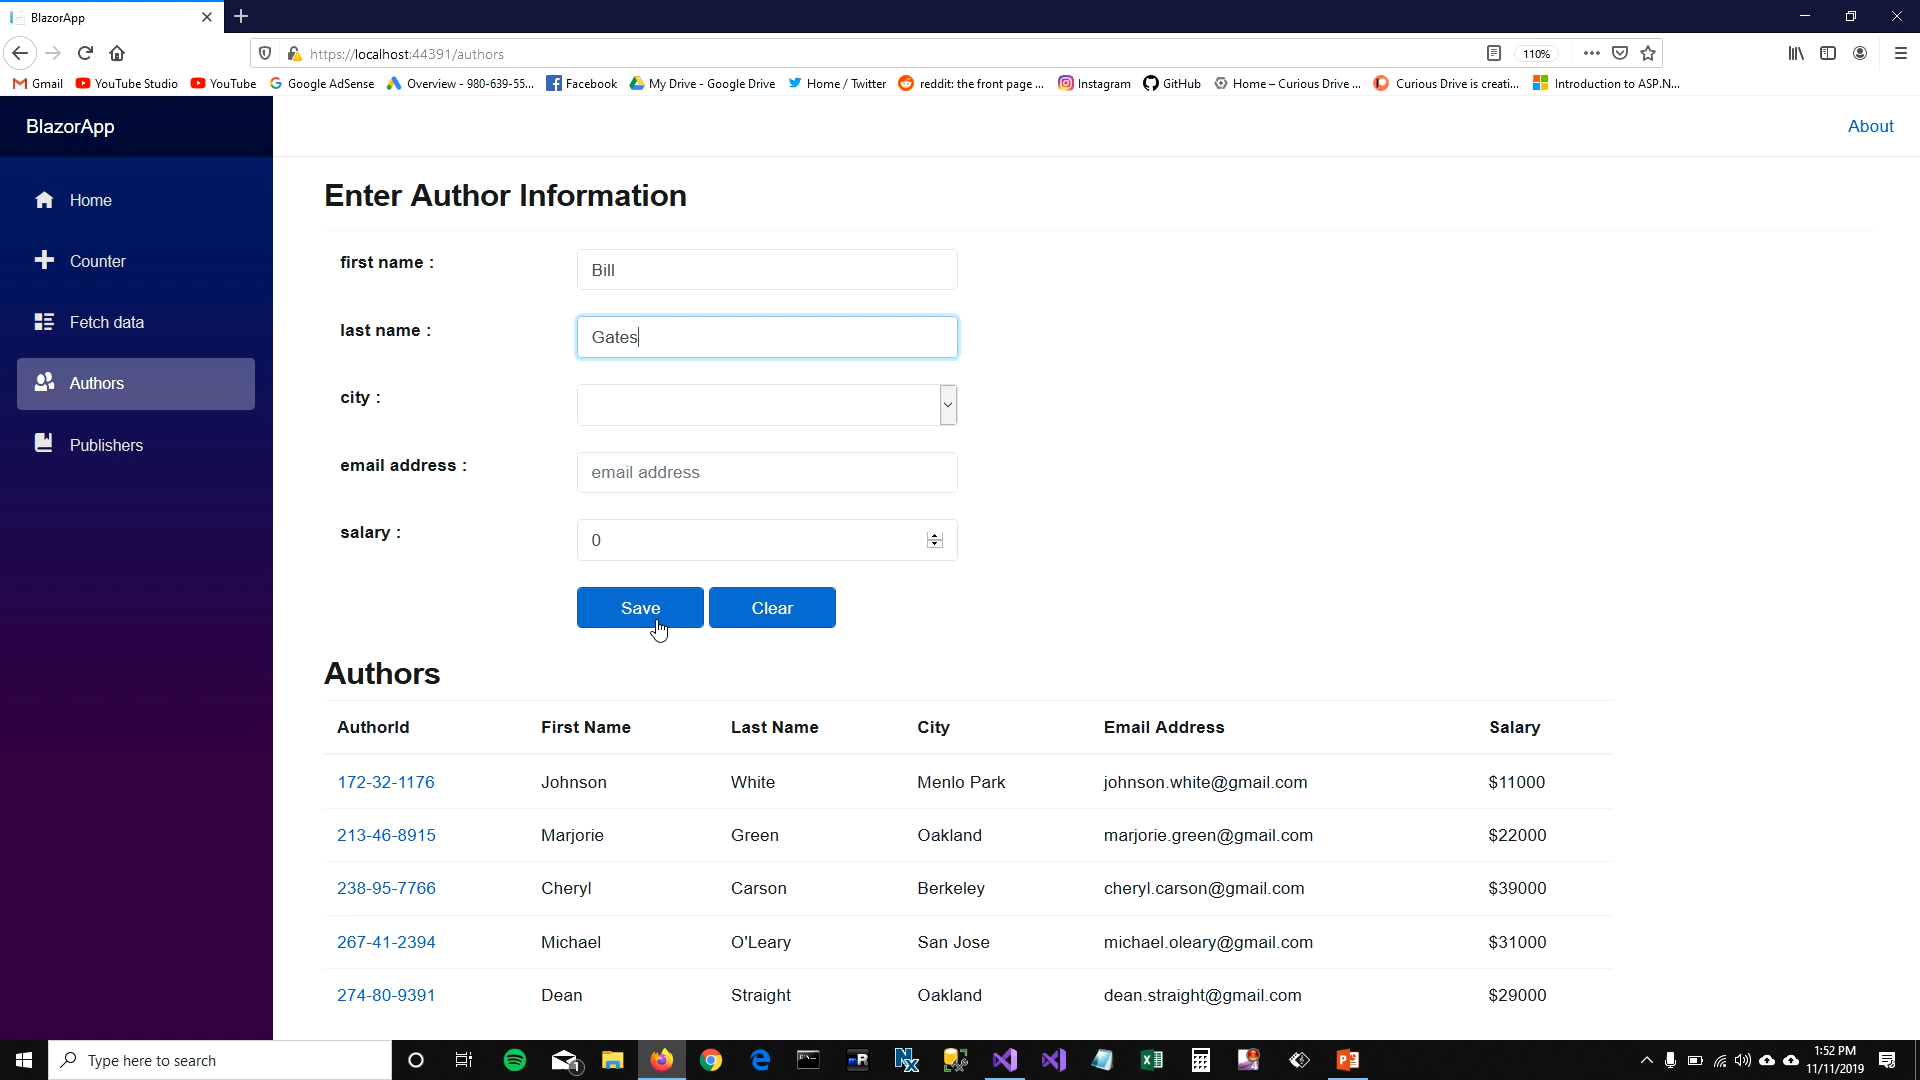 BlazorApp
https://localhost:44391/authors
110%
Gmail YouTube Studio YouTube Google AdSense Overview - 980-639-55... Facebook My Drive - Google Drive Home / Twitter reddit: the front page ... Instagram GitHub Home – Curious Drive ... Curious Drive is creati... Introduction to ASP.N...
BlazorApp
About
Home
Counter
Fetch data
Authors
Publishers
Enter Author Information
first name : Bill
last name : Gates
city :
email address : email address
salary : 0
Save Clear
Authors
AuthorId First Name Last Name City Email Address Salary
172-32-1176 Johnson White Menlo Park johnson.white@gmail.com $11000
213-46-8915 Marjorie Green Oakland marjorie.green@gmail.com $22000
238-95-7766 Cheryl Carson Berkeley cheryl.carson@gmail.com $39000
267-41-2394 Michael O'Leary San Jose michael.oleary@gmail.com $31000
274-80-9391 Dean Straight Oakland dean.straight@gmail.com $29000
Type here to search
1:52 PM
11/11/2019